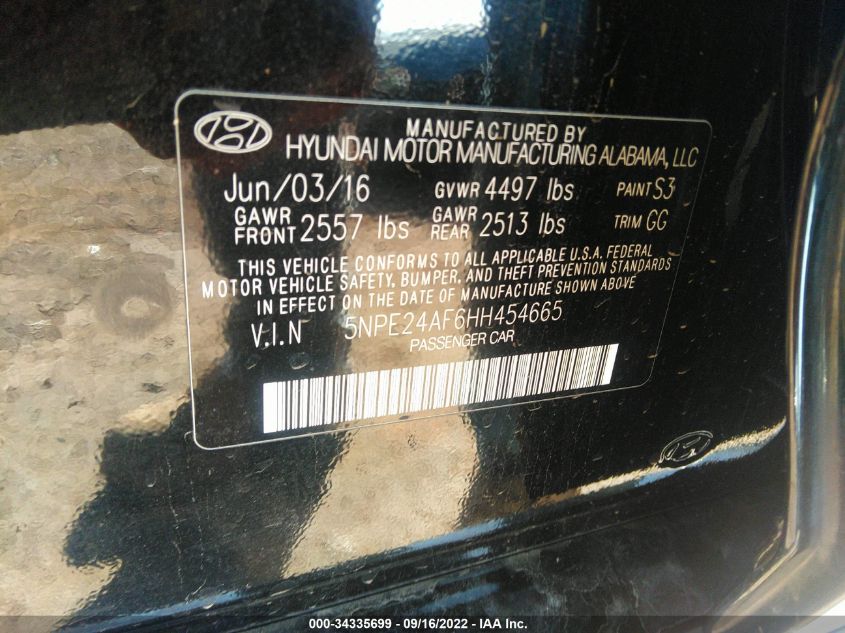 MANUFACTURED BY
HYUNDAI MOTOR MANUFACTURING ALABAMA, LLC
Jun/03/16 GVWR 4497 lbs PAINT S3
GAWR FRONT 2557 lbs GAWR REAR 2513 lbs TRIM GG
THIS VEHICLE CONFORMS TO ALL APPLICABLE U.S.A. FEDERAL
MOTOR VEHICLE SAFETY, BUMPER, AND THEFT PREVENTION STANDARDS
IN EFFECT ON THE DATE OF MANUFACTURE SHOWN ABOVE.
V.I.N 5NPE24AF6HH454665
PASSENGER CAR
000-34335699 - 09/16/2022 - IAA Inc.